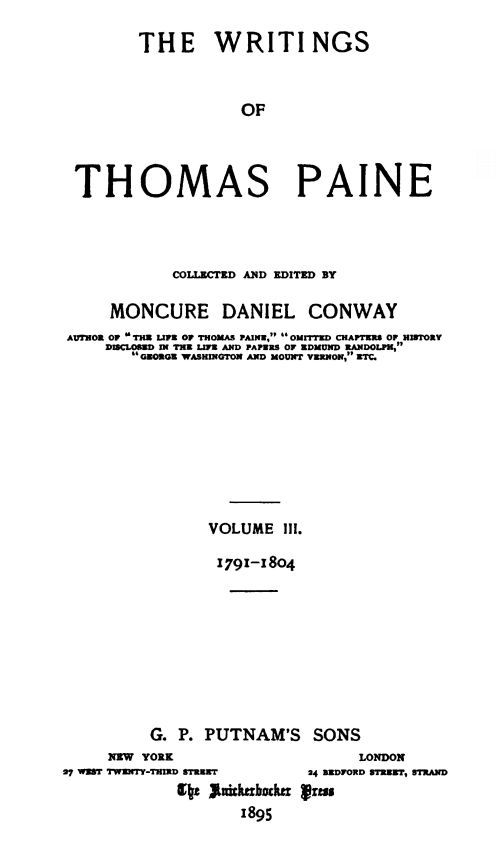 THE WRITINGS
OF
THOMAS PAINE
COLLECTED AND EDITED BY
MONCURE DANIEL CONWAY
AUTHOR OF “THE LIFE OF THOMAS PAINE,” “OMITTED CHAPTERS OF HISTORY
DISCLOSED IN THE LIFE AND PAPERS OF EDMUND RANDOLPH,”
“GEORGE WASHINGTON AND MOUNT VERNON,” ETC.
VOLUME III.
1791–1804
G. P. PUTNAM'S SONS
NEW YORK LONDON
27 WEST TWENTY-THIRD STREET 24 BEDFORD STREET, STRAND
The Knickerbocker Press
1895